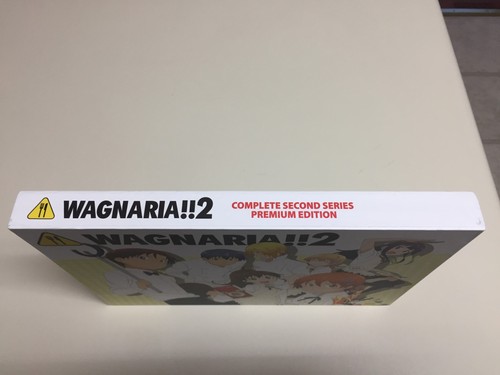 WAGNARIA!!2
COMPLETE SECOND SERIES
PREMIUM EDITION
WAGNARIA!!2